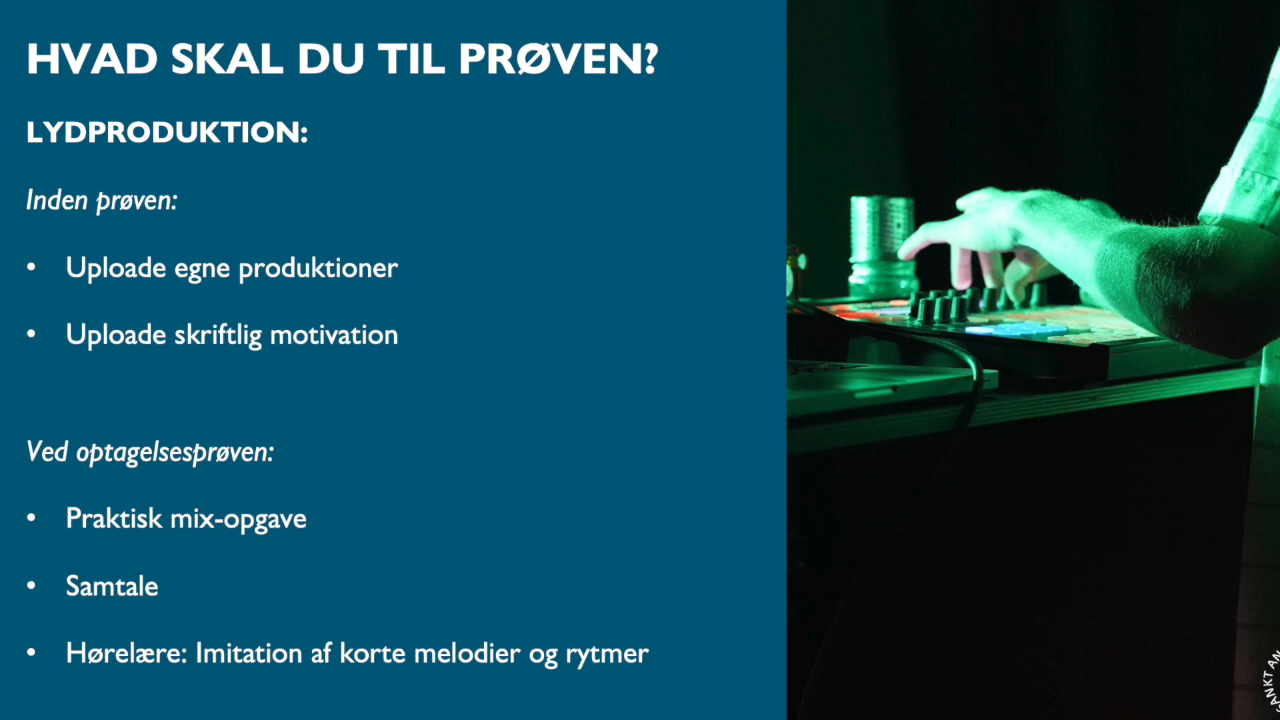 HVAD SKAL DU TIL PRØVEN?
LYDPRODUKTION:
Inden prøven:
• Uploade egne produktioner
• Uploade skriftlig motivation
Ved optagelsesprøven:
• Praktisk mix-opgave
• Samtale
• Hørelære: Imitation af korte melodier og rytmer